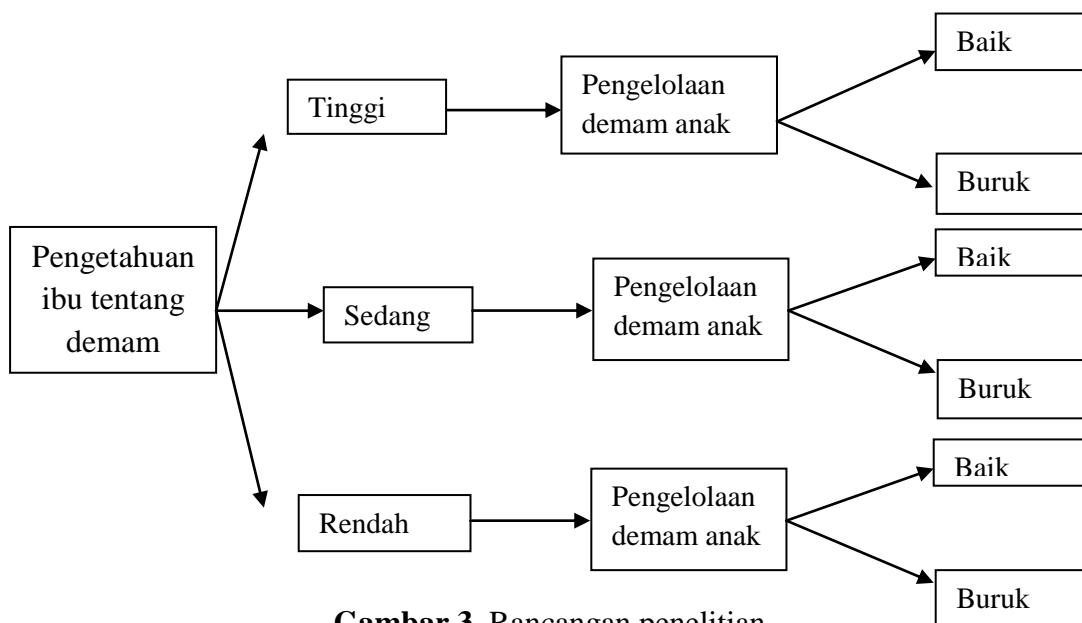 Baik
Tinggi
Pengelolaan
demam anak
Buruk
Pengetahuan
ibu tentang
demam
Baik
Sedang
Pengelolaan
demam anak
Buruk
Baik
Rendah
Pengelolaan
demam anak
Buruk
Gambar 3. Rancangan penelitian